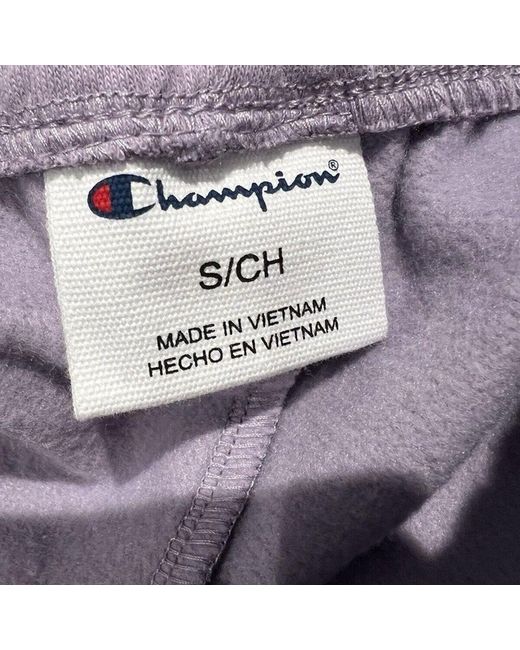 Champion®
S/CH
MADE IN VIETNAM
HECHO EN VIETNAM